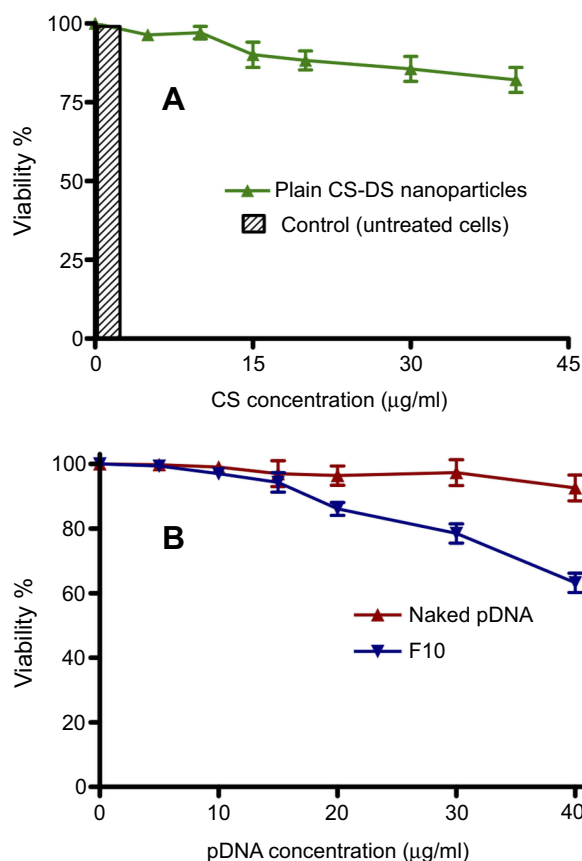 100
75
50
25
0
Viability %
A
Plain CS-DS nanoparticles
Control (untreated cells)
0 15 30 45
CS concentration (μg/ml)
100
80
60
40
20
0
Viability %
B
Naked pDNA
F10
0 10 20 30 40
pDNA concentration (μg/ml)